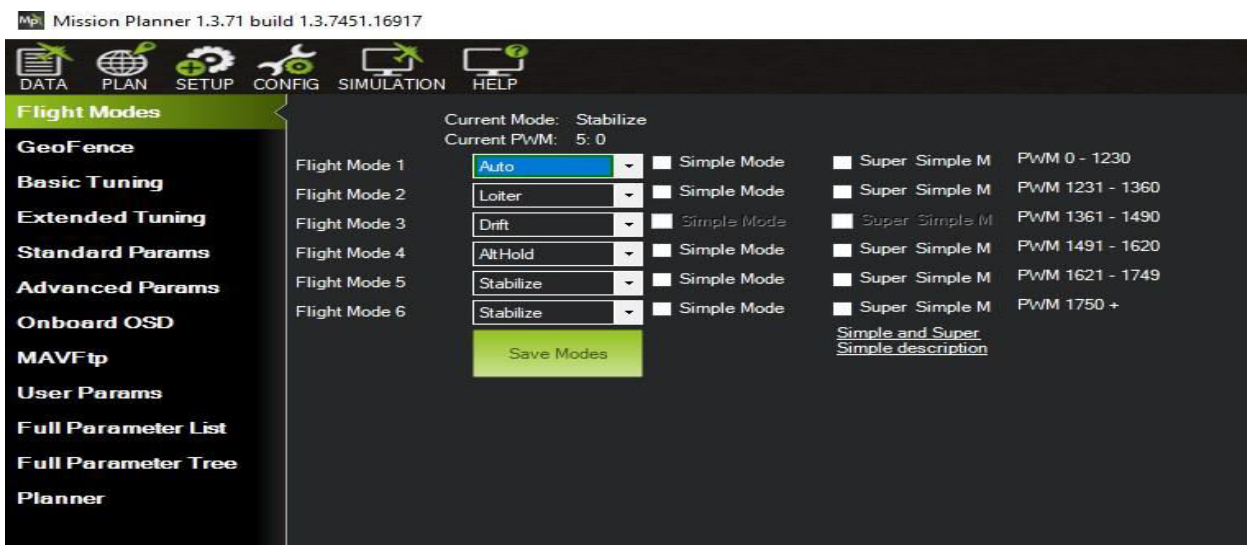 Mission Planner 1.3.71 build 1.3.7451.16917
DATA PLAN SETUP CONFIG SIMULATION HELP
Flight Modes
GeoFence
Basic Tuning
Extended Tuning
Standard Params
Advanced Params
Onboard OSD
MAVFtp
User Params
Full Parameter List
Full Parameter Tree
Planner
Current Mode: Stabilize
Current PWM: 5: 0
Flight Mode 1 Auto Simple Mode Super Simple M PWM 0 - 1230
Flight Mode 2 Loiter Simple Mode Super Simple M PWM 1231 - 1360
Flight Mode 3 Drift Simple Mode Super Simple M PWM 1361 - 1490
Flight Mode 4 AltHold Simple Mode Super Simple M PWM 1491 - 1620
Flight Mode 5 Stabilize Simple Mode Super Simple M PWM 1621 - 1749
Flight Mode 6 Stabilize Simple Mode Super Simple M PWM 1750 +
Save Modes
Simple and Super
Simple description